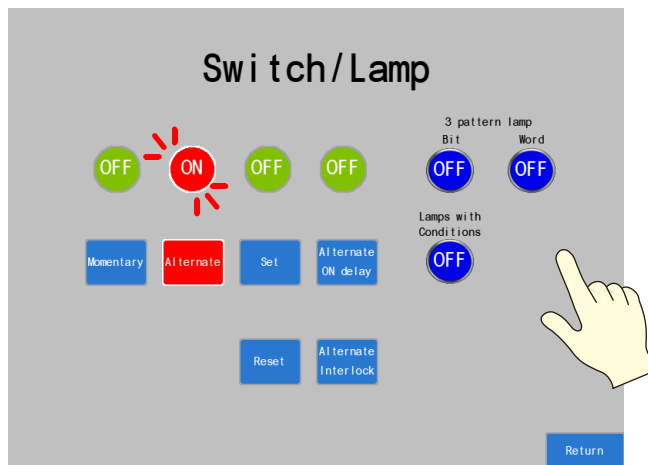 Switch/Lamp
3 pattern lamp
Bit Word
OFF ON OFF OFF OFF OFF
Lamps with
Conditions
OFF
Momentary Alternate Set Alternate
ON delay
Reset Alternate
Interlock
Return